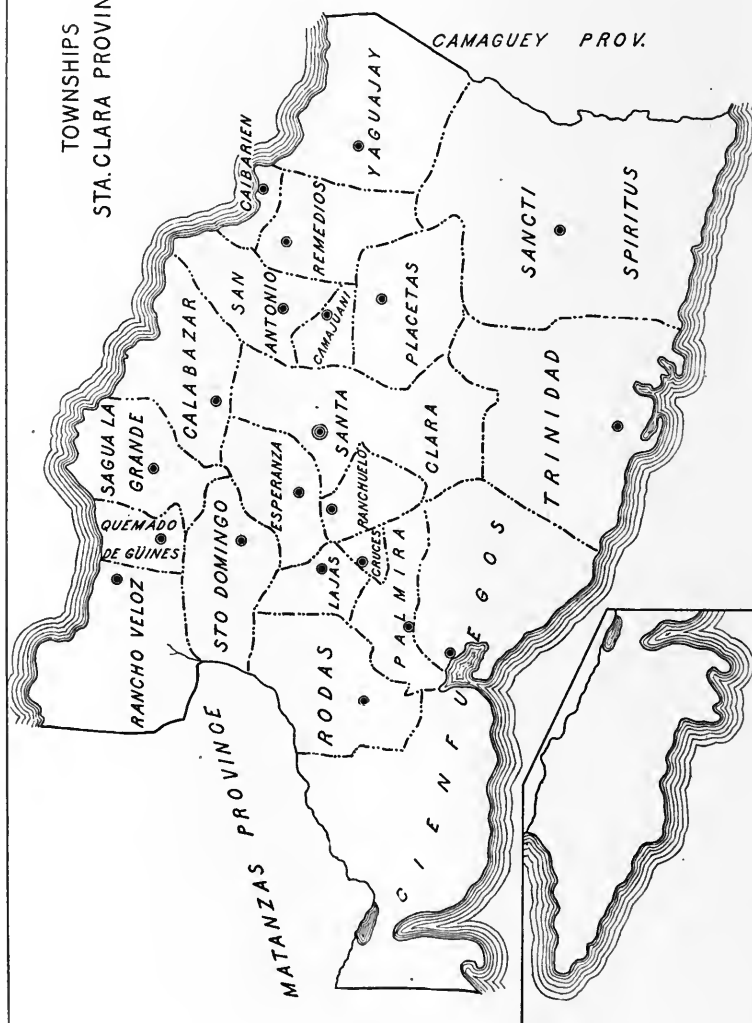 TOWNSHIPS
STA. CLARA PROVIN
CAMAGUEY PROV.
CAIBARIEN
YAGUAJAY
REMEDIOS
SAN
ANTONIO
CAMAJUANI
PLACETAS
SANCTI
SPIRITUS
CALABAZAR
SAGUA LA
GRANDE
QUEMADO
DE GÜINES
RANCHO VELOZ
STO DOMINGO
ESPERANZA
SANTA
CLARA
RANCHUELO
CRUCES
LAJAS
PALMIRA
RODAS
TRINIDAD
CIENFUEGOS
MATANZAS PROVINCE